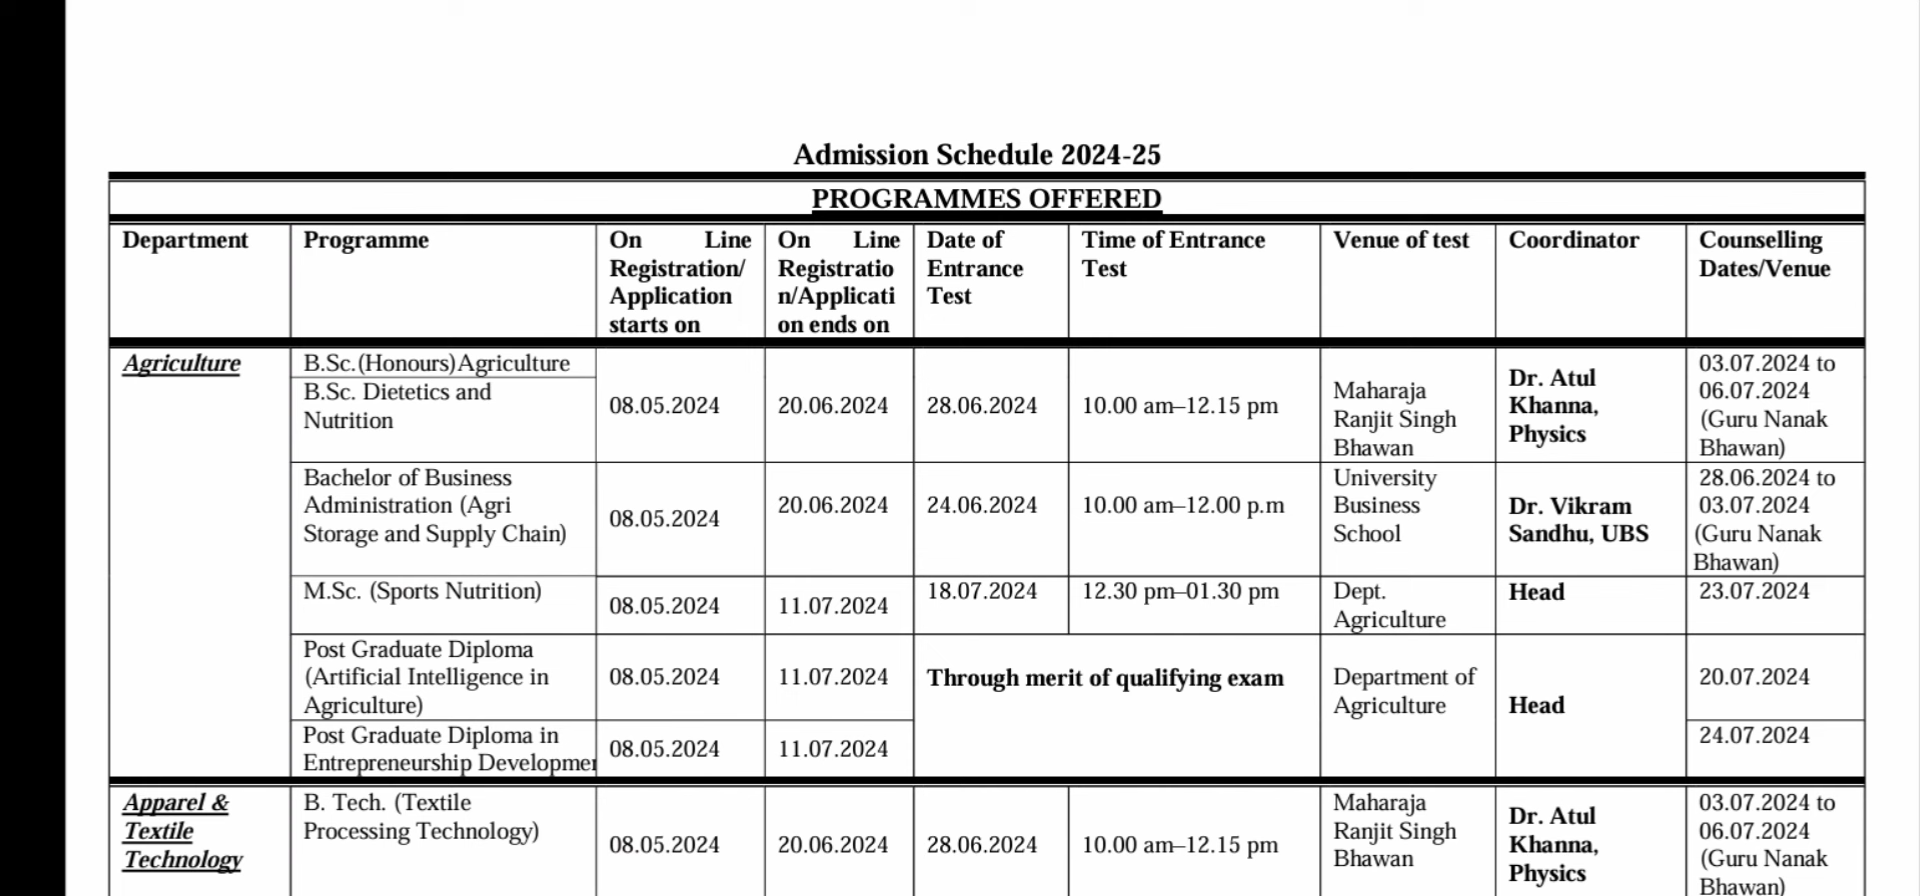 Admission Schedule 2024-25
PROGRAMMES OFFERED
Department
Programme
On Line
Registration/
Application
starts on
On Line
Registratio
n/Applicati
on ends on
Date of
Entrance
Test
Time of Entrance
Test
Venue of test
Coordinator
Counselling
Dates/Venue
Agriculture
B.Sc.(Honours)Agriculture
B.Sc. Dietetics and
Nutrition
08.05.2024
20.06.2024
28.06.2024
10.00 am–12.15 pm
Maharaja
Ranjit Singh
Bhawan
Dr. Atul
Khanna,
Physics
03.07.2024 to
06.07.2024
(Guru Nanak
Bhawan)
Bachelor of Business
Administration (Agri
Storage and Supply Chain)
08.05.2024
20.06.2024
24.06.2024
10.00 am–12.00 p.m
University
Business
School
Dr. Vikram
Sandhu, UBS
28.06.2024 to
03.07.2024
(Guru Nanak
Bhawan)
M.Sc. (Sports Nutrition)
08.05.2024
11.07.2024
18.07.2024
12.30 pm–01.30 pm
Dept.
Agriculture
Head
23.07.2024
Post Graduate Diploma
(Artificial Intelligence in
Agriculture)
08.05.2024
11.07.2024
Through merit of qualifying exam
Department of
Agriculture
Head
20.07.2024
Post Graduate Diploma in
Entrepreneurship Developmen
08.05.2024
11.07.2024
24.07.2024
Apparel &
Textile
Technology
B. Tech. (Textile
Processing Technology)
08.05.2024
20.06.2024
28.06.2024
10.00 am–12.15 pm
Maharaja
Ranjit Singh
Bhawan
Dr. Atul
Khanna,
Physics
03.07.2024 to
06.07.2024
(Guru Nanak
Bhawan)